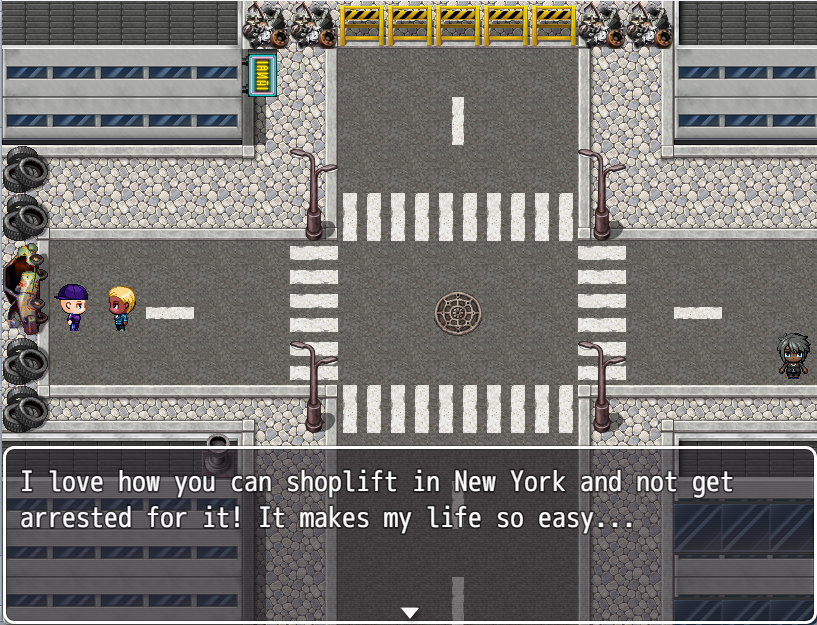 I love how you can shoplift in New York and not get
arrested for it! It makes my life so easy...